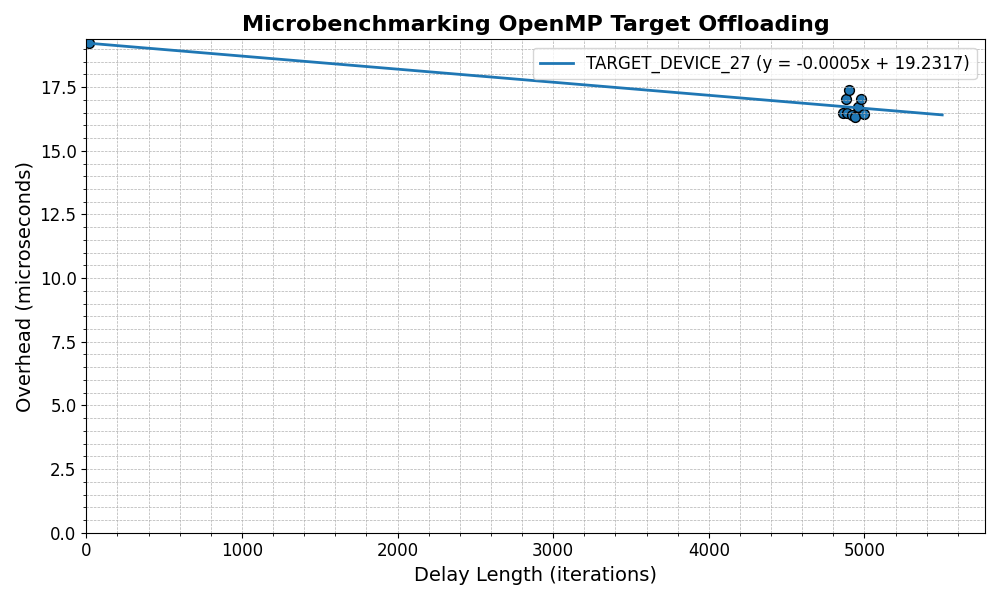 Microbenchmarking OpenMP Target Offloading
TARGET_DEVICE_27 (y = -0.0005x + 19.2317)
Overhead (microseconds)
17.5
15.0
12.5
10.0
7.5
5.0
2.5
0.0
0 1000 2000 3000 4000 5000
Delay Length (iterations)